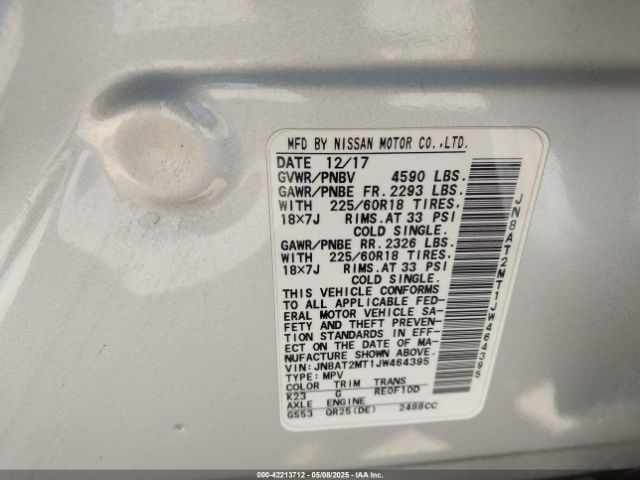 MFD BY NISSAN MOTOR CO.,LTD.
DATE 12/17
GVWR/PNBV 4590 LBS.
GAWR/PNBE FR. 2293 LBS.
WITH 225/60R18 TIRES.
18×7J RIMS. AT 33 PSI
COLD SINGLE.
GAWR/PNBE RR. 2326 LBS.
WITH 225/60R18 TIRES.
18×7J RIMS. AT 33 PSI
COLD SINGLE.
THIS VEHICLE CONFORMS
TO ALL APPLICABLE FED-
ERAL MOTOR VEHICLE SA-
FETY AND THEFT PREVEN-
TION STANDARDS IN EFF-
ECT ON THE DATE OF MA-
NUFACTURE SHOWN ABOVE.
VIN: JN8AT2MT1JW464395
TYPE: MPV
COLOR TRIM TRANS
K23 G RE0F10D
AXLE ENGINE
GS53 QR25(DE) 2488CC
JN8AT2MT1JW464395
000-42213712 - 05/08/2025 - Copyright 2025 IAA, Inc.